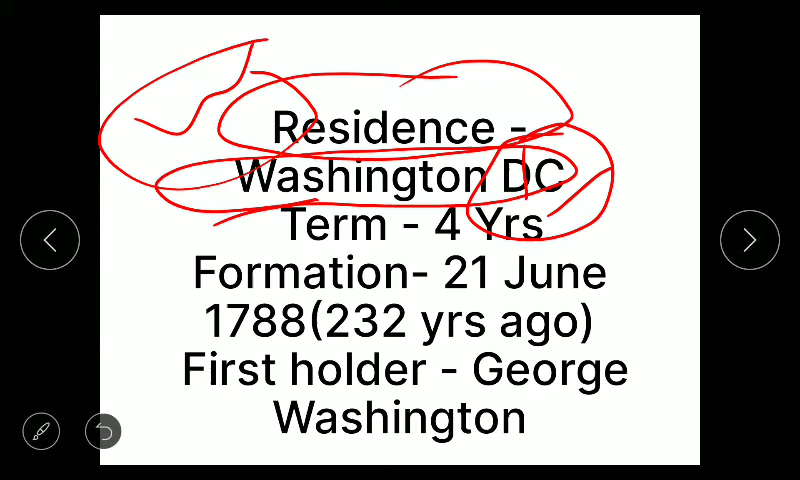 Residence -
Washington DC
Term - 4 Yrs
Formation- 21 June
1788(232 yrs ago)
First holder - George
Washington